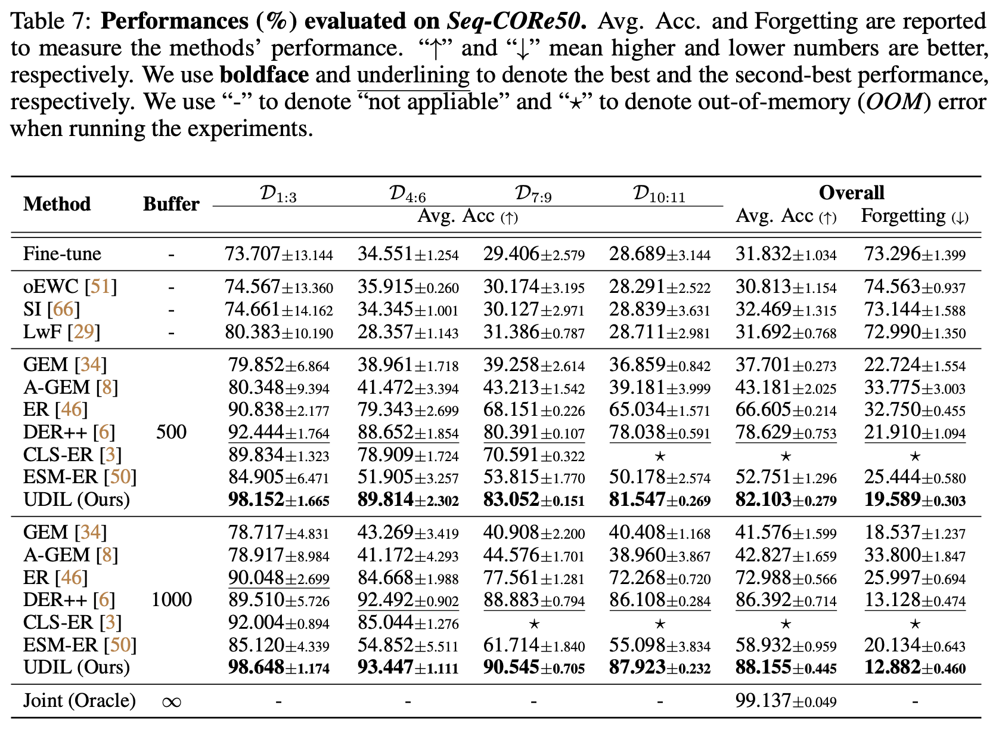 Table 7: Performances (%) evaluated on Seq-CORe50. Avg. Acc. and Forgetting are reported
to measure the methods’ performance. “↑” and “↓” mean higher and lower numbers are better,
respectively. We use boldface and underlining to denote the best and the second-best performance,
respectively. We use “-” to denote “not appliable” and “⋆” to denote out-of-memory (OOM) error
when running the experiments.
Method Buffer D1:3 D4:6 D7:9 D10:11 Overall
Avg. Acc (↑) Avg. Acc (↑) Forgetting (↓)
Fine-tune - 73.707±13.144 34.551±1.254 29.406±2.579 28.689±3.144 31.832±1.034 73.296±1.399
oEWC [51] - 74.567±13.360 35.915±0.260 30.174±3.195 28.291±2.522 30.813±1.154 74.563±0.937
SI [66] - 74.661±14.162 34.345±1.001 30.127±2.971 28.839±3.631 32.469±1.315 73.144±1.588
LwF [29] - 80.383±10.190 28.357±1.143 31.386±0.787 28.711±2.981 31.692±0.768 72.990±1.350
GEM [34] 79.852±6.864 38.961±1.718 39.258±2.614 36.859±0.842 37.701±0.273 22.724±1.554
A-GEM [8] 80.348±9.394 41.472±3.394 43.213±1.542 39.181±3.999 43.181±2.025 33.775±3.003
ER [46] 90.838±2.177 79.343±2.699 68.151±0.226 65.034±1.571 66.605±0.214 32.750±0.455
DER++ [6] 500 92.444±1.764 88.652±1.854 80.391±0.107 78.038±0.591 78.629±0.753 21.910±1.094
CLS-ER [3] 89.834±1.323 78.909±1.724 70.591±0.322 ⋆ ⋆ ⋆
ESM-ER [50] 84.905±6.471 51.905±3.257 53.815±1.770 50.178±2.574 52.751±1.296 25.444±0.580
UDIL (Ours) 98.152±1.665 89.814±2.302 83.052±0.151 81.547±0.269 82.103±0.279 19.589±0.303
GEM [34] 78.717±4.831 43.269±3.419 40.908±2.200 40.408±1.168 41.576±1.599 18.537±1.237
A-GEM [8] 78.917±8.984 41.172±4.293 44.576±1.701 38.960±3.867 42.827±1.659 33.800±1.847
ER [46] 90.048±2.699 84.668±1.988 77.561±1.281 72.268±0.720 72.988±0.566 25.997±0.694
DER++ [6] 1000 89.510±5.726 92.492±0.902 88.883±0.794 86.108±0.284 86.392±0.714 13.128±0.474
CLS-ER [3] 92.004±0.894 85.044±1.276 ⋆ ⋆ ⋆ ⋆
ESM-ER [50] 85.120±4.339 54.852±5.511 61.714±1.840 55.098±3.834 58.932±0.959 20.134±0.643
UDIL (Ours) 98.648±1.174 93.447±1.111 90.545±0.705 87.923±0.232 88.155±0.445 12.882±0.460
Joint (Oracle) ∞ - - - - 99.137±0.049 -